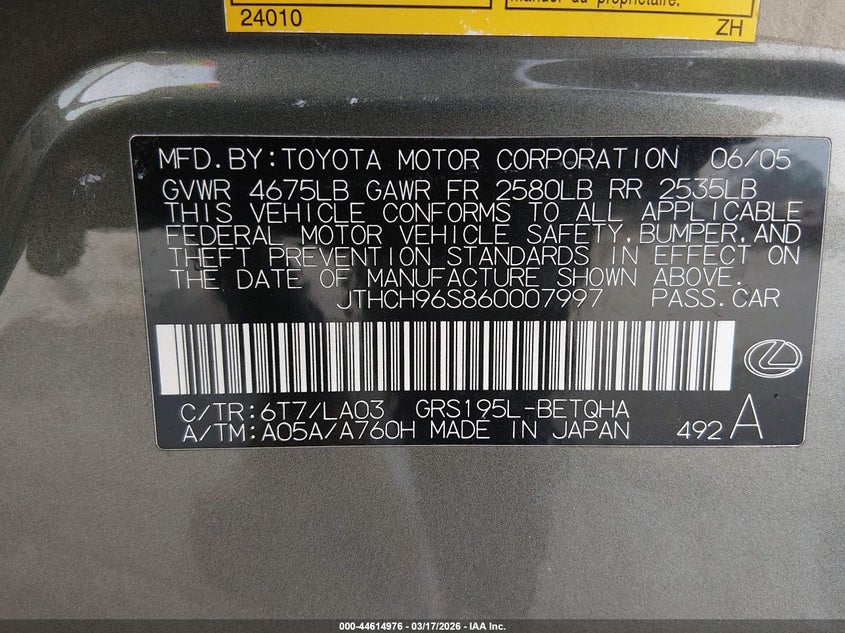 manuel du propriétaire.
24010
ZH
MFD.BY:TOYOTA MOTOR CORPORATION 06/05
GVWR 4675LB GAWR FR 2580LB RR 2535LB
THIS VEHICLE CONFORMS TO ALL APPLICABLE
FEDERAL MOTOR VEHICLE SAFETY,BUMPER,AND
THEFT PREVENTION STANDARDS IN EFFECT ON
THE DATE OF MANUFACTURE SHOWN ABOVE.
JTHCH96S860007997 PASS.CAR
C/TR:6T7/LA03 GRS195L-BETQHA
A/TM:A05A/A760H MADE IN JAPAN 492 A
000-44614976 — 03/17/2026 — IAA Inc.